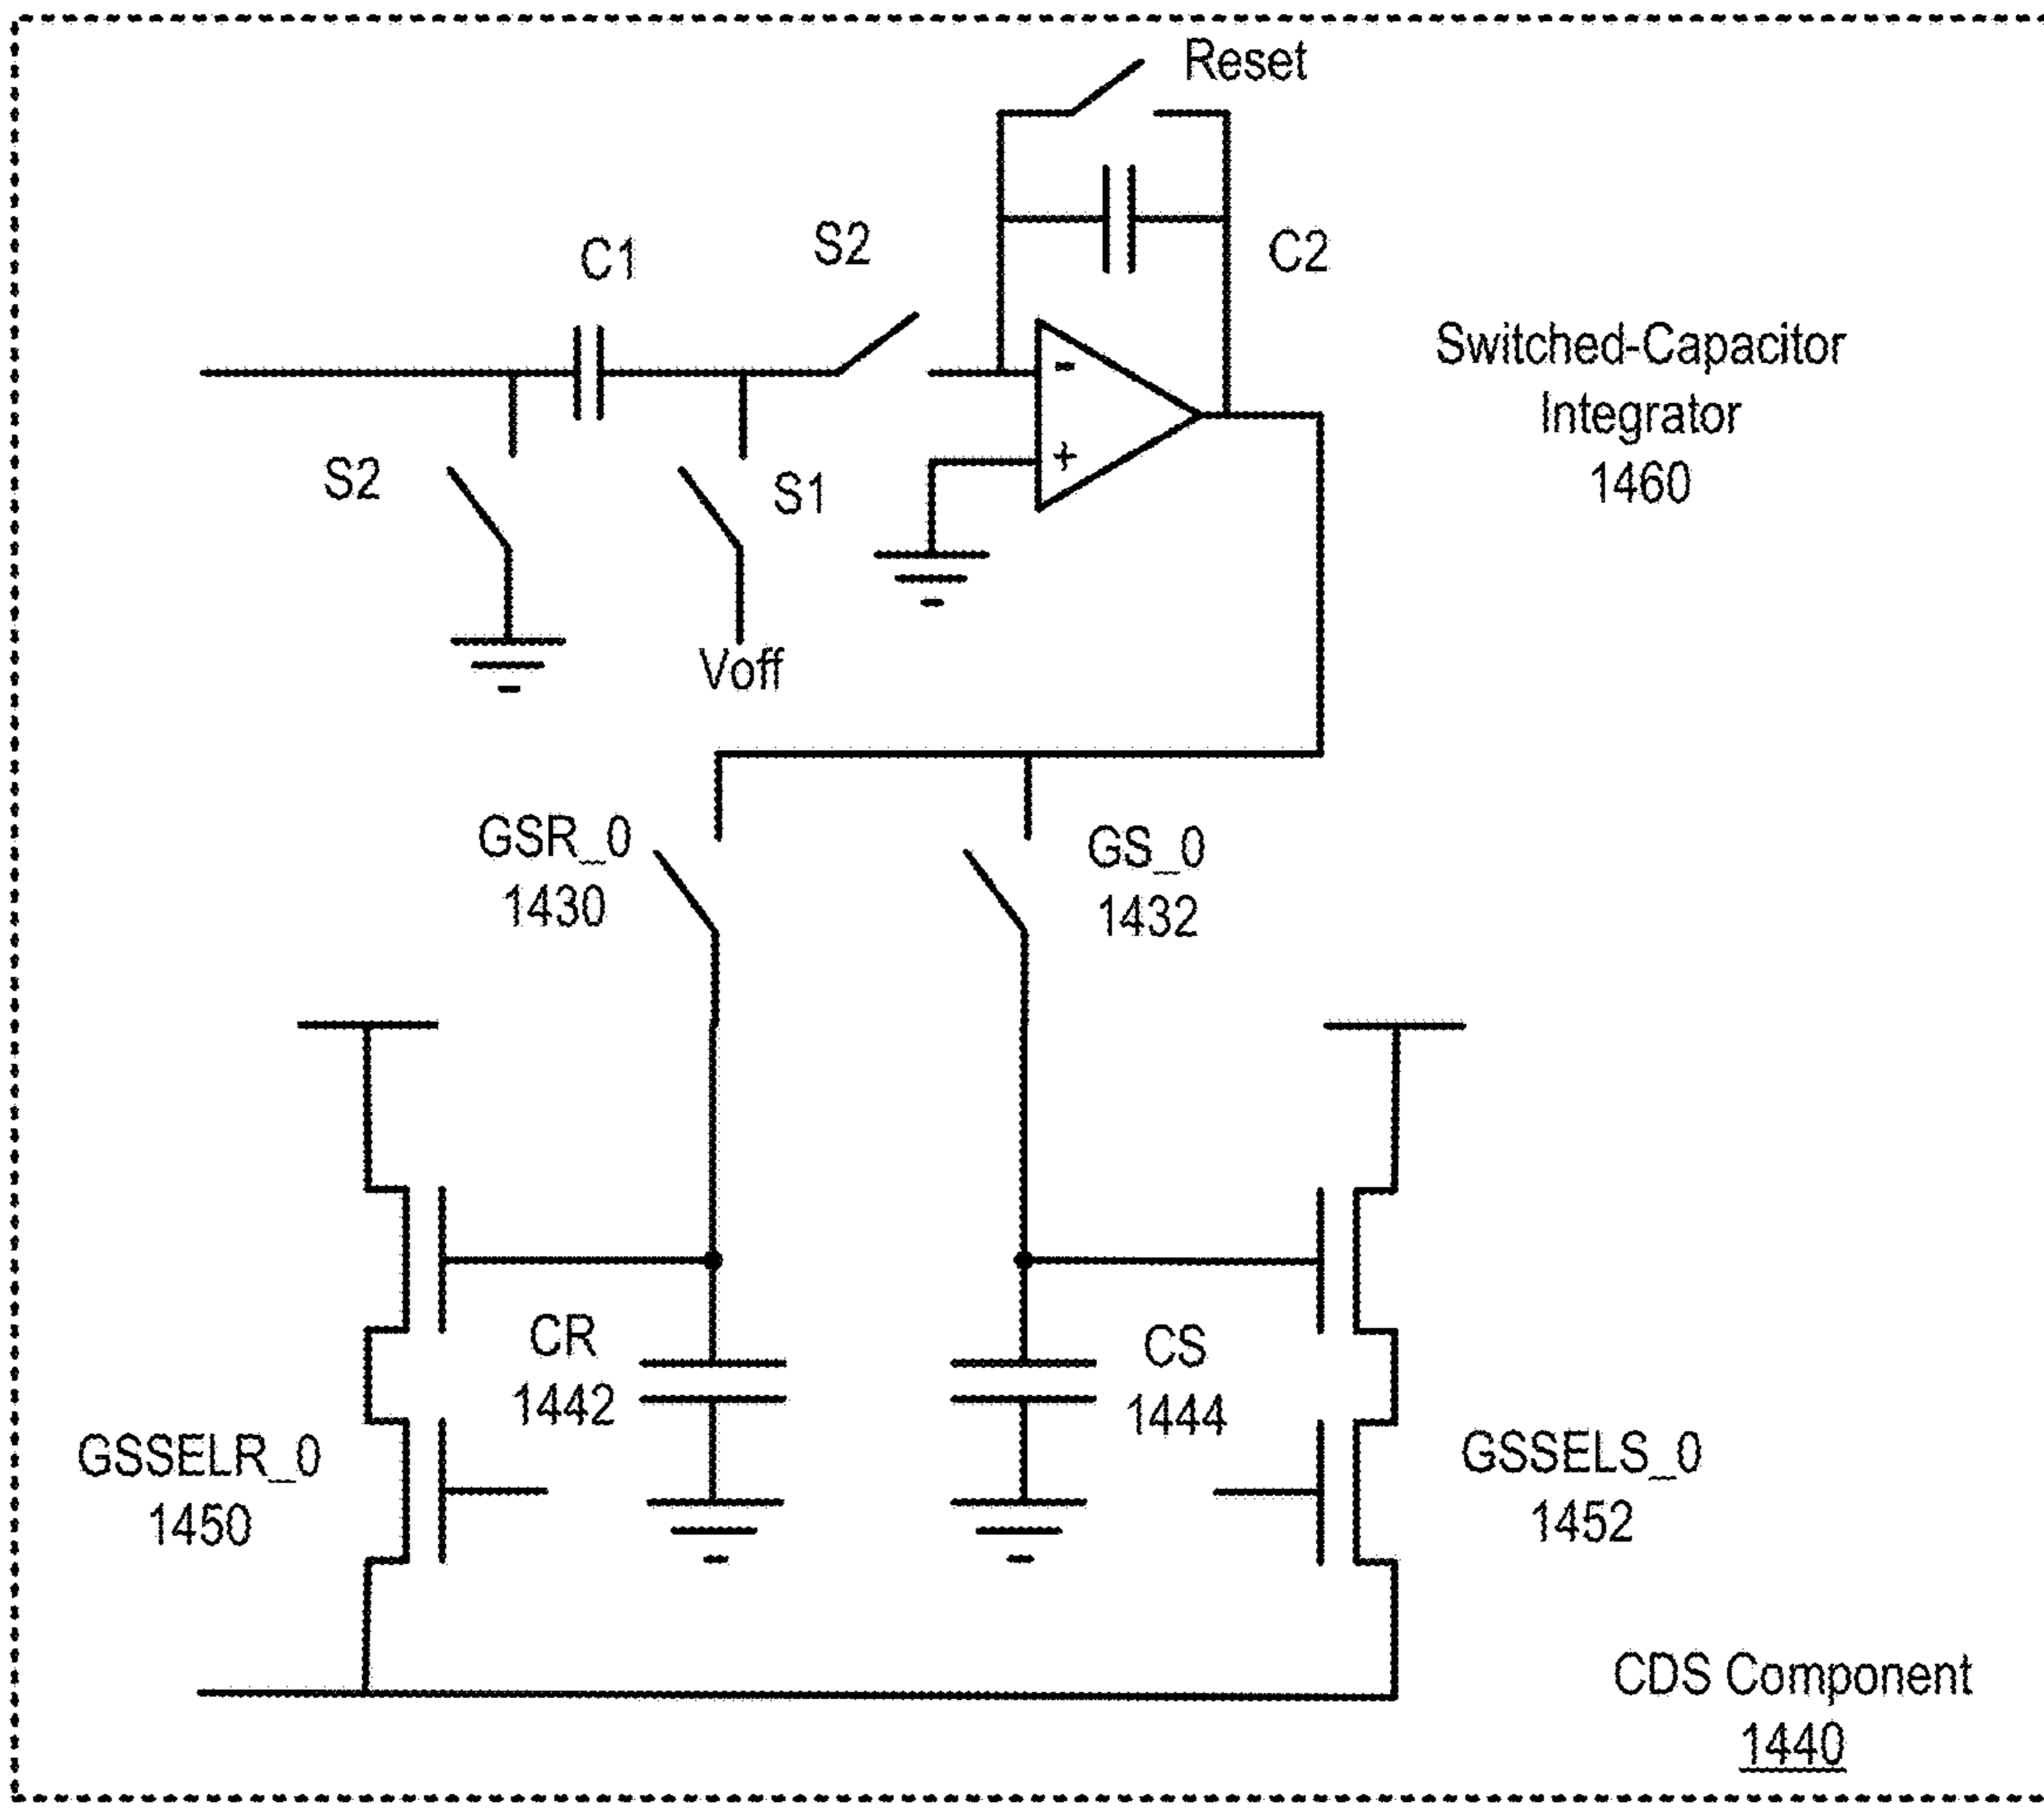 Reset
C1
S2
C2
Switched-Capacitor
Integrator
1460
-
+
S2
S1
Voff
GSR_0
1430
GS_0
1432
CR
1442
CS
1444
GSSELR_0
1450
GSSELS_0
1452
CDS Component
1440